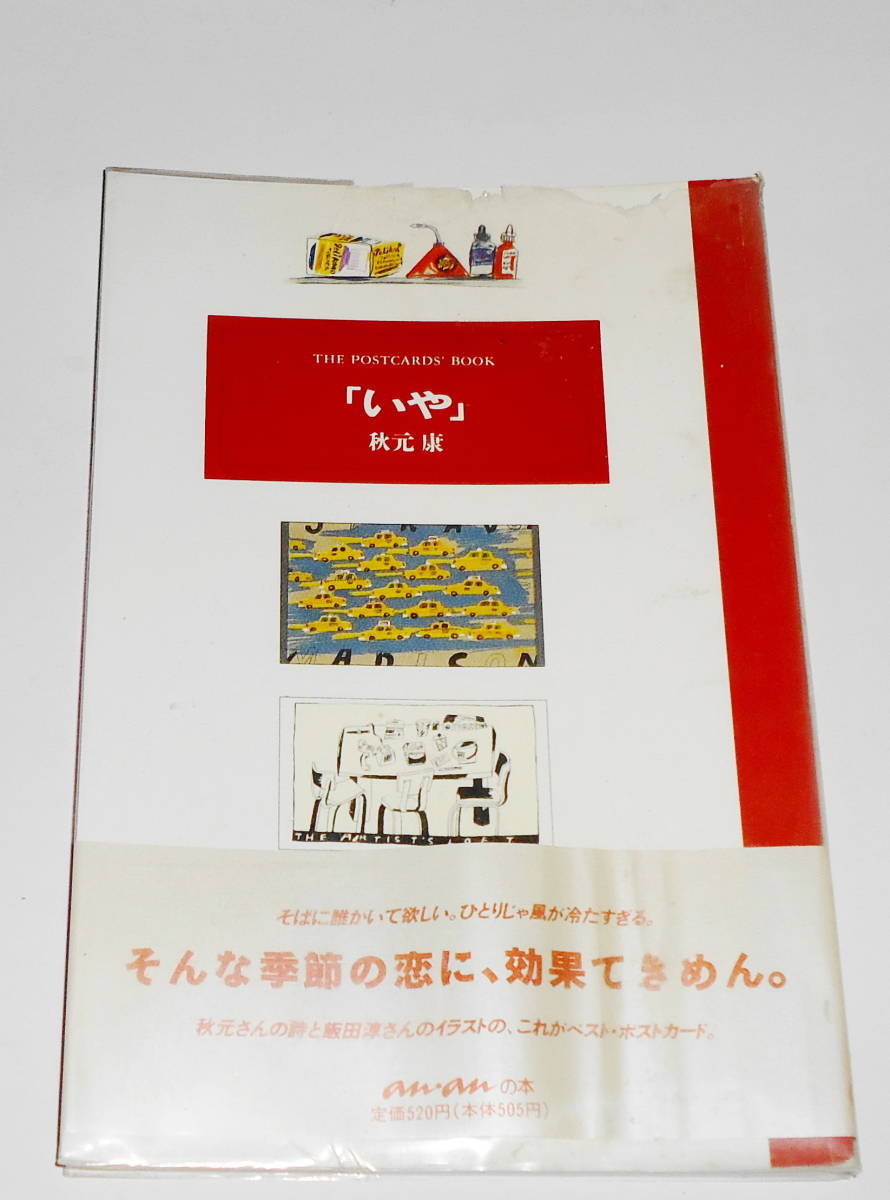 Pelikan
THE POSTCARDS' BOOK
「いや」
秋元 康
MADISON
THE ARTIST'S LOFT
そばに誰かいて欲しい。ひとりじゃ風が冷たすぎる。
そんな季節の恋に、効果てきめん。
秋元さんの詩と飯田淳さんのイラストの、これがベスト・ポストカード。
an・anの本
定価520円(本体505円)